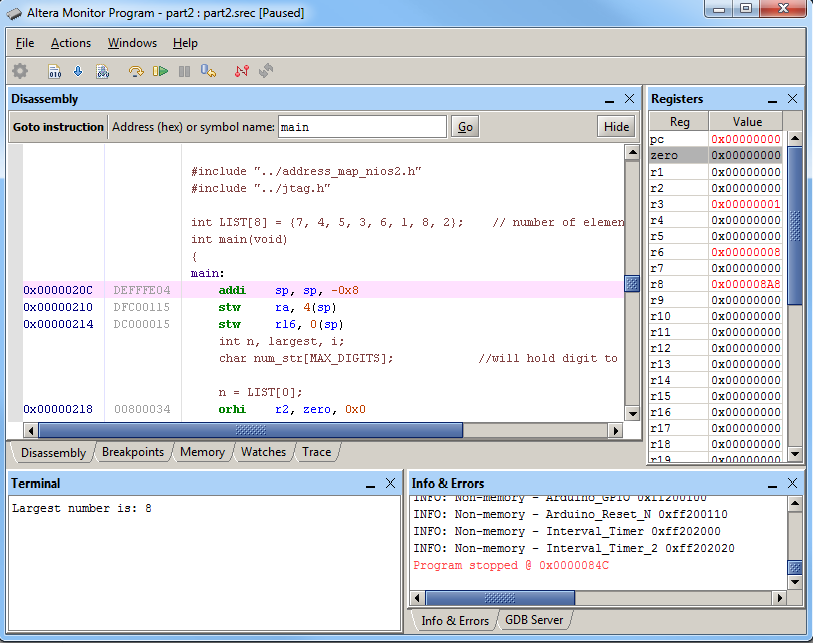 Altera Monitor Program - part2 : part2.srec [Paused]
File Actions Windows Help
Disassembly
Goto instruction Address (hex) or symbol name: main Go Hide
#include "../address_map_nios2.h"
#include "../jtag.h"
int LIST[8] = {7, 4, 5, 3, 6, 1, 8, 2}; // number of elemen
int main(void)
{
main:
0x0000020C DEFFFE04 addi sp, sp, -0x8
0x00000210 DFC00115 stw ra, 4(sp)
0x00000214 DC000015 stw r16, 0(sp)
int n, largest, i;
char num_str[MAX_DIGITS]; //will hold digit to
n = LIST[0];
0x00000218 00800034 orhi r2, zero, 0x0
Disassembly Breakpoints Memory Watches Trace
Registers
Reg Value
pc 0x00000000
zero 0x00000000
r1 0x00000000
r2 0x00000000
r3 0x00000001
r4 0x00000000
r5 0x00000000
r6 0x00000008
r7 0x00000000
r8 0x000008A8
r9 0x00000000
r10 0x00000000
r11 0x00000000
r12 0x00000000
r13 0x00000000
r14 0x00000000
r15 0x00000000
r16 0x00000000
r17 0x00000000
r18 0x00000000
r19 0x00000000
Terminal
Largest number is: 8
Info & Errors
INFO: Non-memory - Arduino_GPIO 0xff200100
INFO: Non-memory - Arduino_Reset_N 0xff200110
INFO: Non-memory - Interval_Timer 0xff202000
INFO: Non-memory - Interval_Timer_2 0xff202020
Program stopped @ 0x0000084C
Info & Errors GDB Server